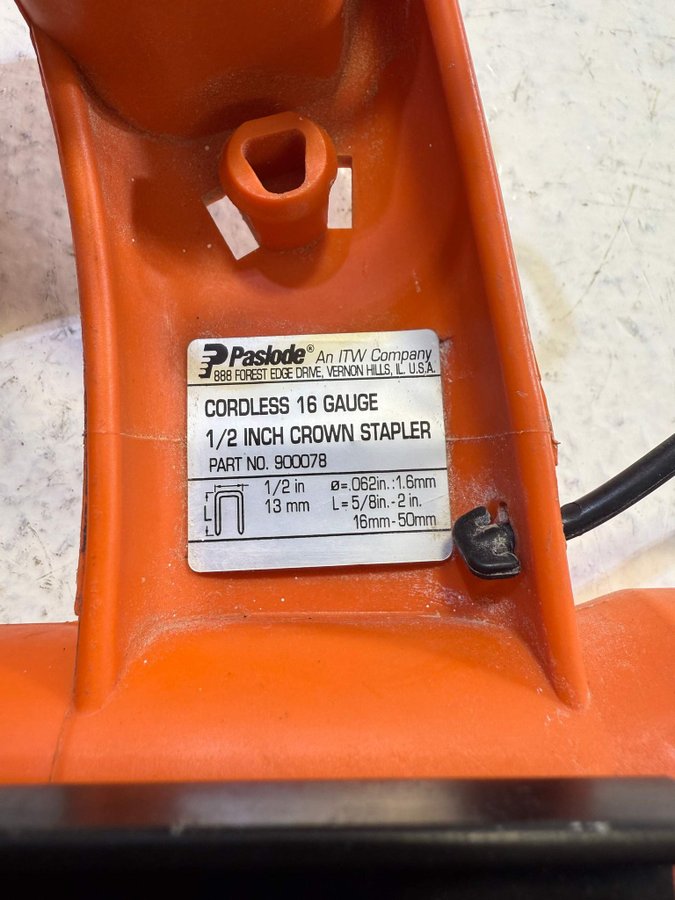 Paslode® An ITW Company
888 FOREST EDGE DRIVE, VERNON HILLS, IL. U.S.A.
CORDLESS 16 GAUGE
1/2 INCH CROWN STAPLER
PART NO. 900078
1/2 in ø=.062in.:1.6mm
13 mm L=5/8in.-2 in.
L 16mm-50mm